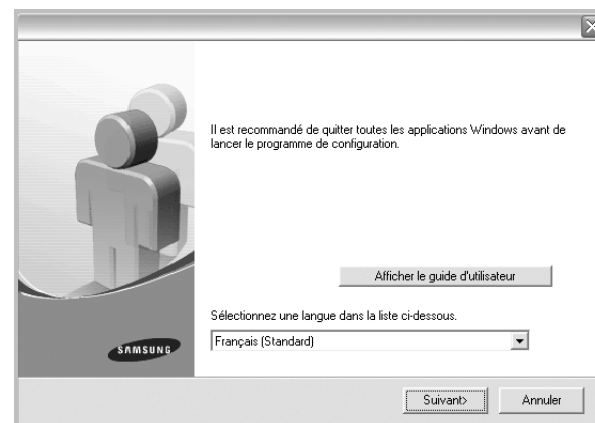 Il est recommandé de quitter toutes les applications Windows avant de
lancer le programme de configuration.
Afficher le guide d'utilisateur
Sélectionnez une langue dans la liste ci-dessous.
Français (Standard)
SAMSUNG
Suivant>
Annuler